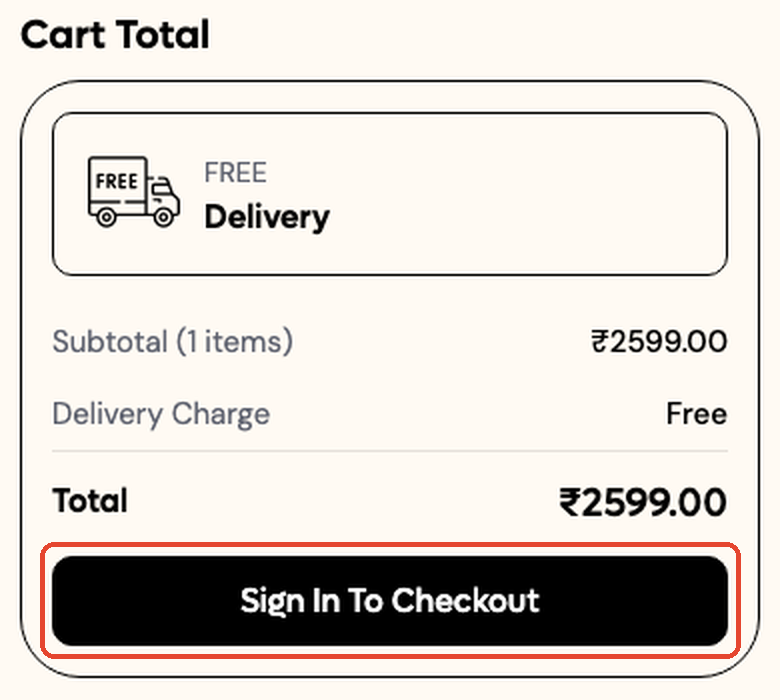 Cart Total
FREE
FREE
Delivery
Subtotal (1 items) ₹2599.00
Delivery Charge Free
Total ₹2599.00
Sign In To Checkout